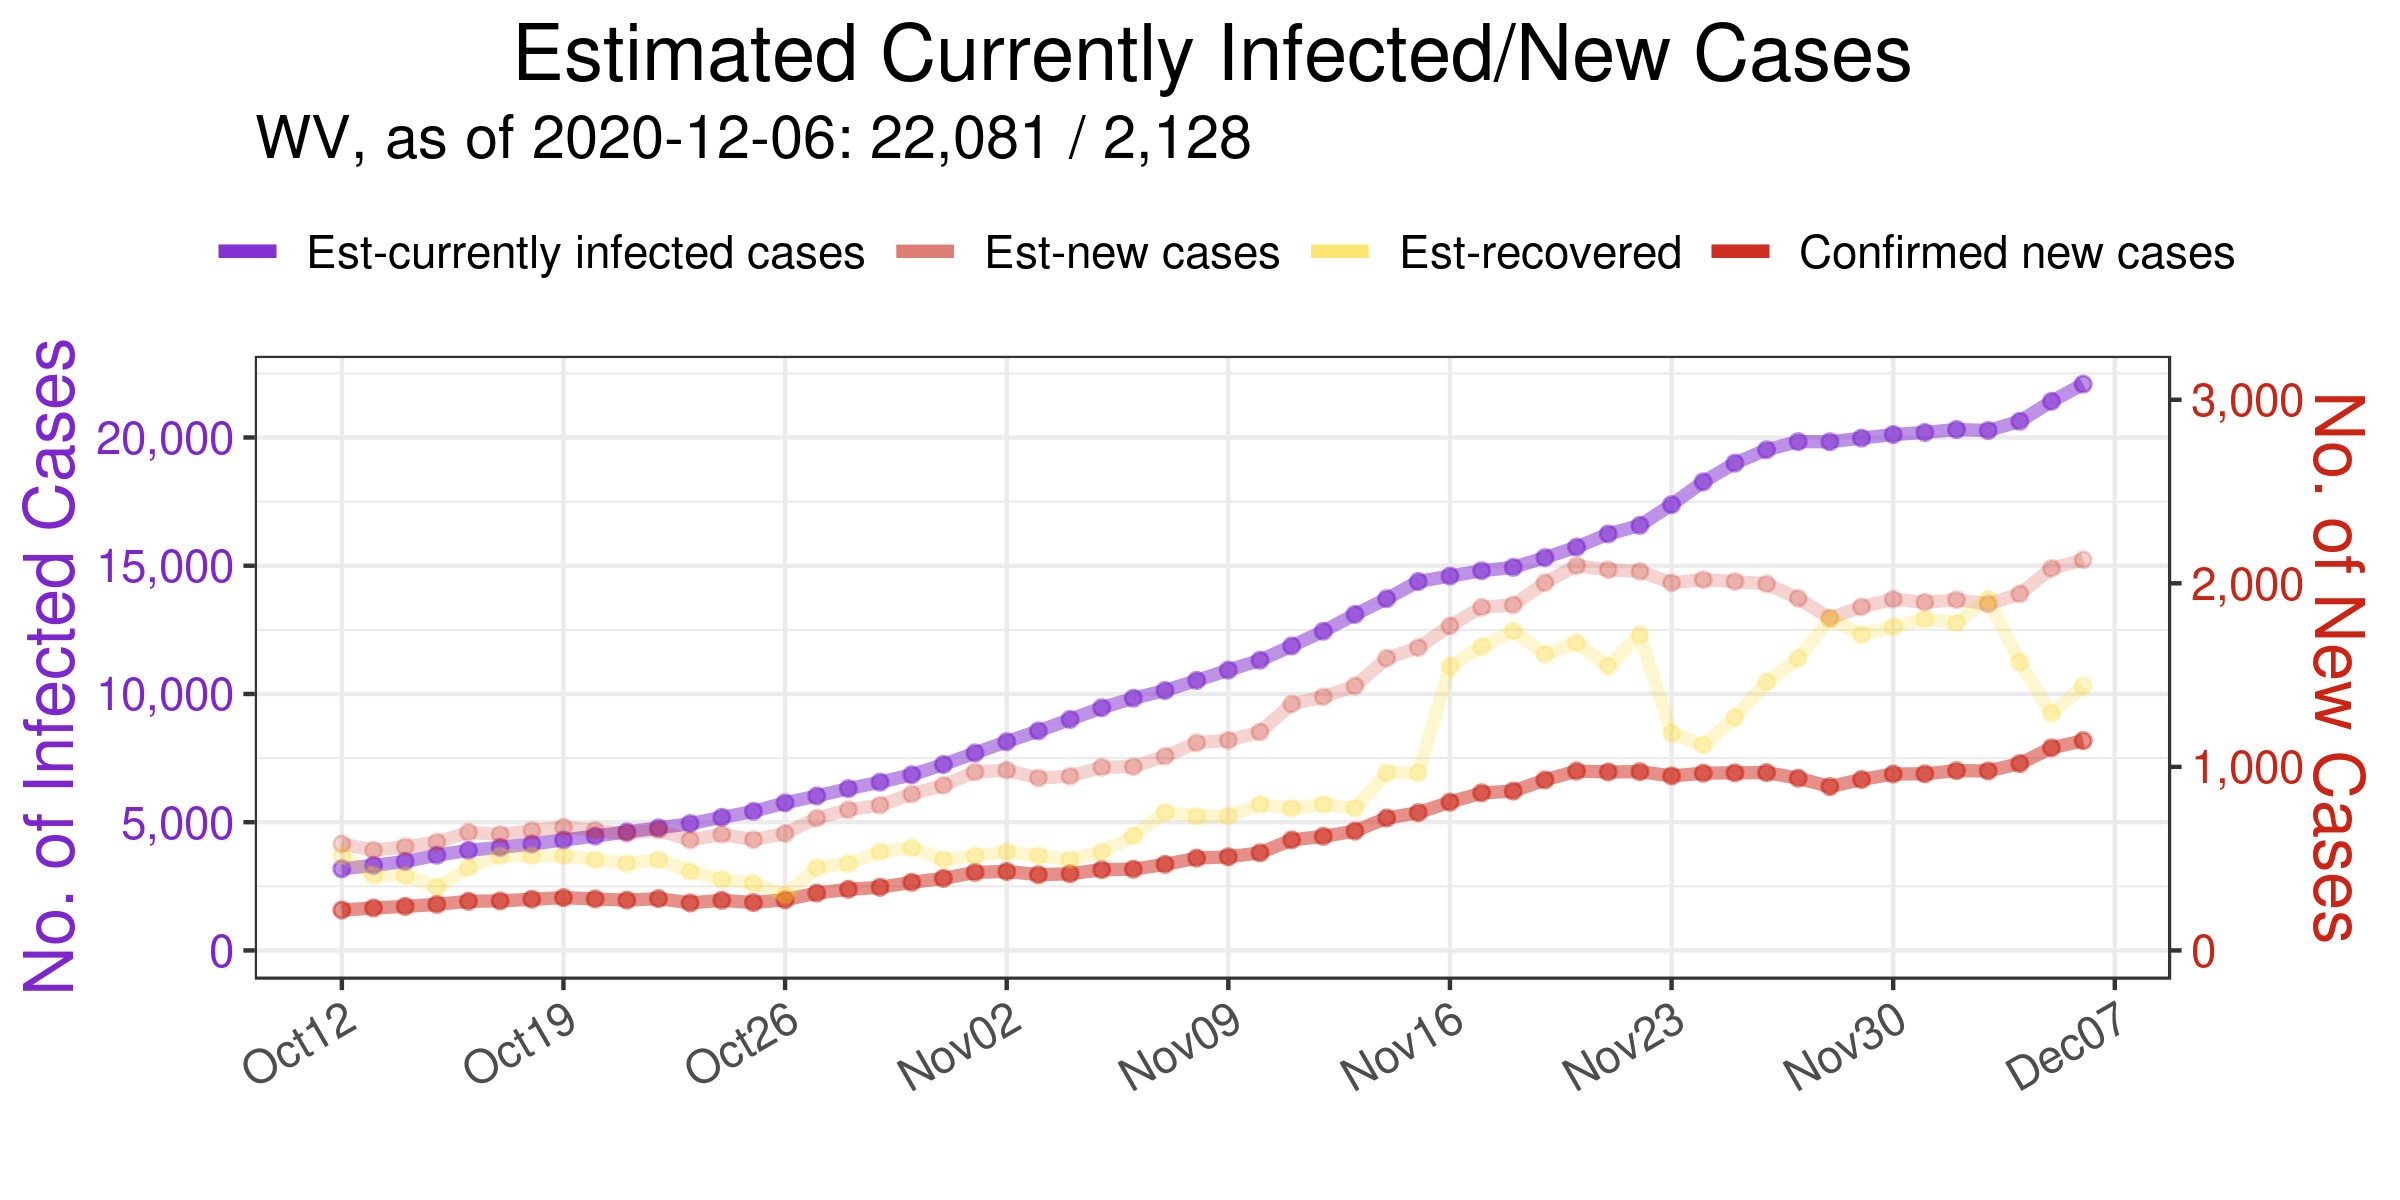 Estimated Currently Infected/New Cases
WV, as of 2020-12-06: 22,081 / 2,128
Est-currently infected cases Est-new cases Est-recovered Confirmed new cases
No. of Infected Cases
20,000
15,000
10,000
5,000
0
3,000
2,000
1,000
0
No. of New Cases
Oct12 Oct19 Oct26 Nov02 Nov09 Nov16 Nov23 Nov30 Dec07